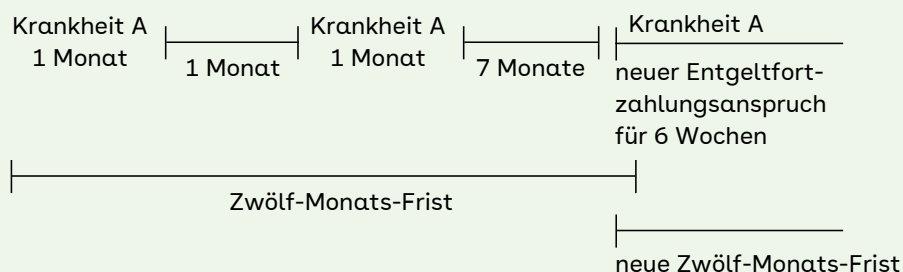 Krankheit A
1 Monat
1 Monat
Krankheit A
1 Monat
7 Monate
Krankheit A
neuer Entgeltfort-
zahlungsanspruch
für 6 Wochen
Zwölf-Monats-Frist
neue Zwölf-Monats-Frist